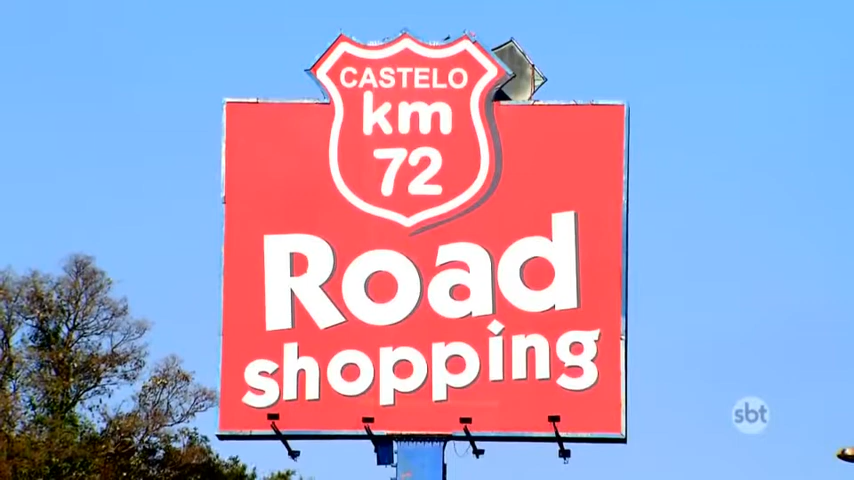 CASTELO
km
72
Road
shopping
sbt